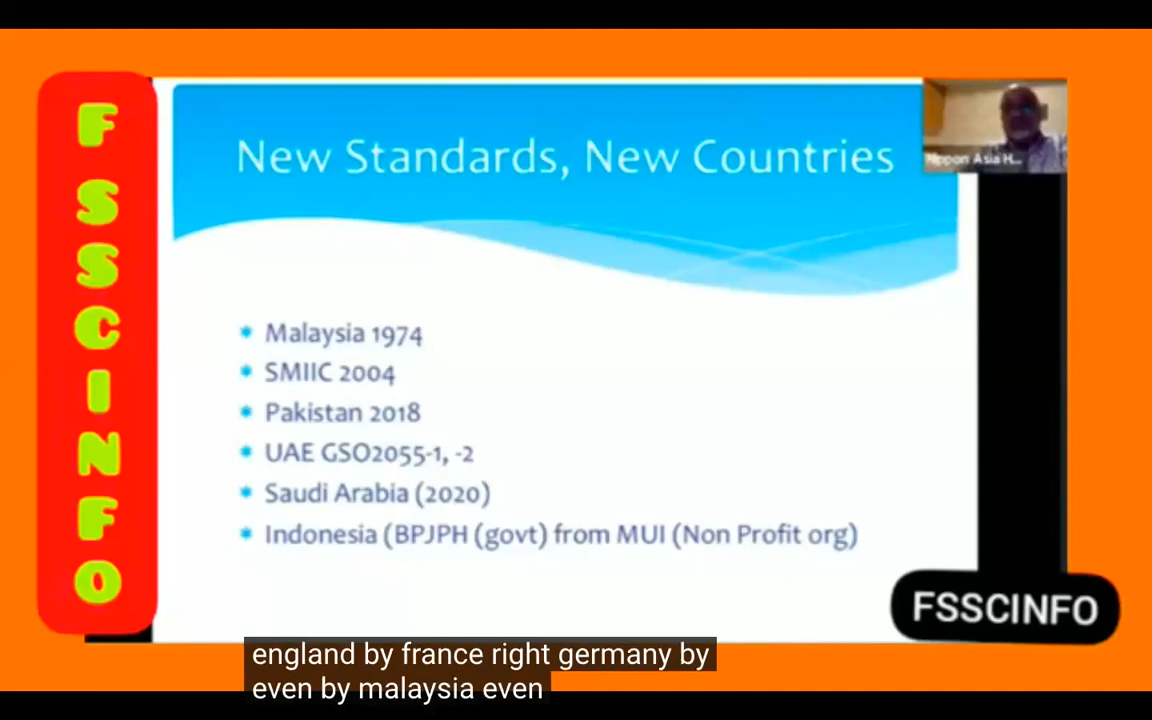 FSSCINFO
New Standards, New Countries
Nippon Asia H...
Malaysia 1974
SMIIC 2004
Pakistan 2018
UAE GSO2055-1, -2
Saudi Arabia (2020)
Indonesia (BPJPH (govt) from MUI (Non Profit org)
FSSCINFO
england by france right germany by
even by malaysia even